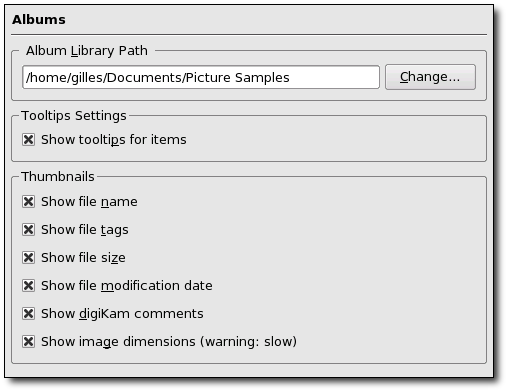 Albums
Album Library Path
/home/gilles/Documents/Picture Samples
Change...
Tooltips Settings
Show tooltips for items
Thumbnails
Show file name
Show file tags
Show file size
Show file modification date
Show digiKam comments
Show image dimensions (warning: slow)